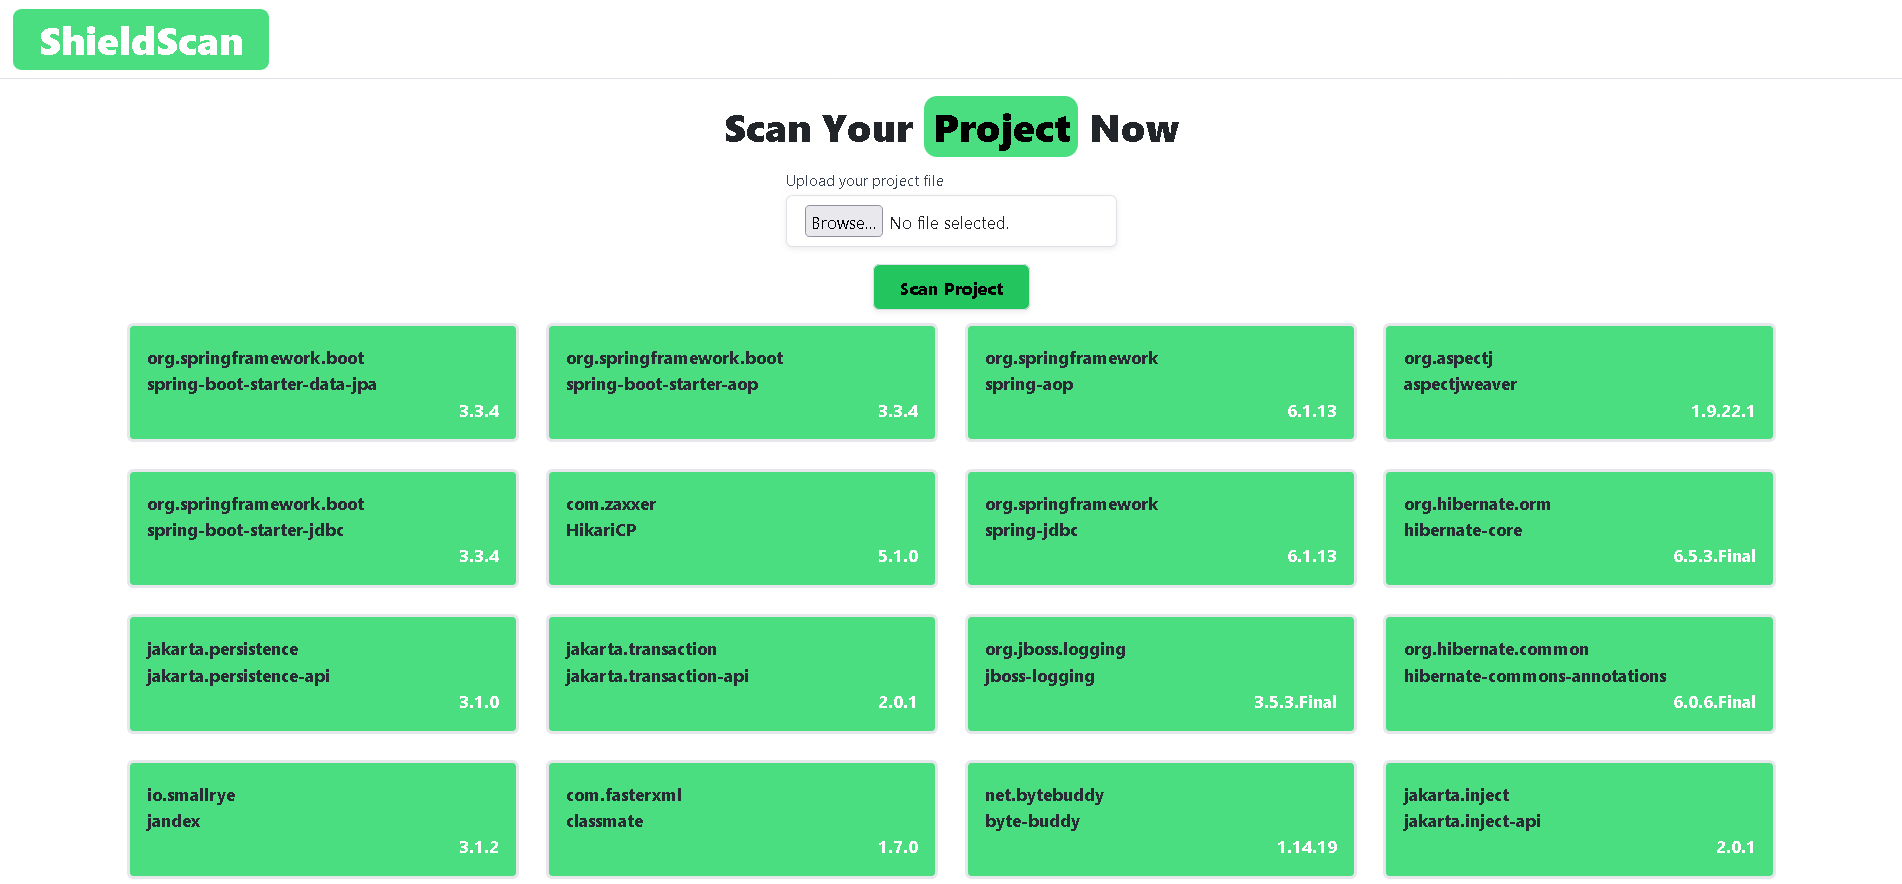 ShieldScan
Scan Your Project Now
Upload your project file
Browse... No file selected.
Scan Project
org.springframework.boot
spring-boot-starter-data-jpa
3.3.4
org.springframework.boot
spring-boot-starter-aop
3.3.4
org.springframework
spring-aop
6.1.13
org.aspectj
aspectjweaver
1.9.22.1
org.springframework.boot
spring-boot-starter-jdbc
3.3.4
com.zaxxer
HikariCP
5.1.0
org.springframework
spring-jdbc
6.1.13
org.hibernate.orm
hibernate-core
6.5.3.Final
jakarta.persistence
jakarta.persistence-api
3.1.0
jakarta.transaction
jakarta.transaction-api
2.0.1
org.jboss.logging
jboss-logging
3.5.3.Final
org.hibernate.common
hibernate-commons-annotations
6.0.6.Final
io.smallrye
jandex
3.1.2
com.fasterxml
classmate
1.7.0
net.bytebuddy
byte-buddy
1.14.19
jakarta.inject
jakarta.inject-api
2.0.1